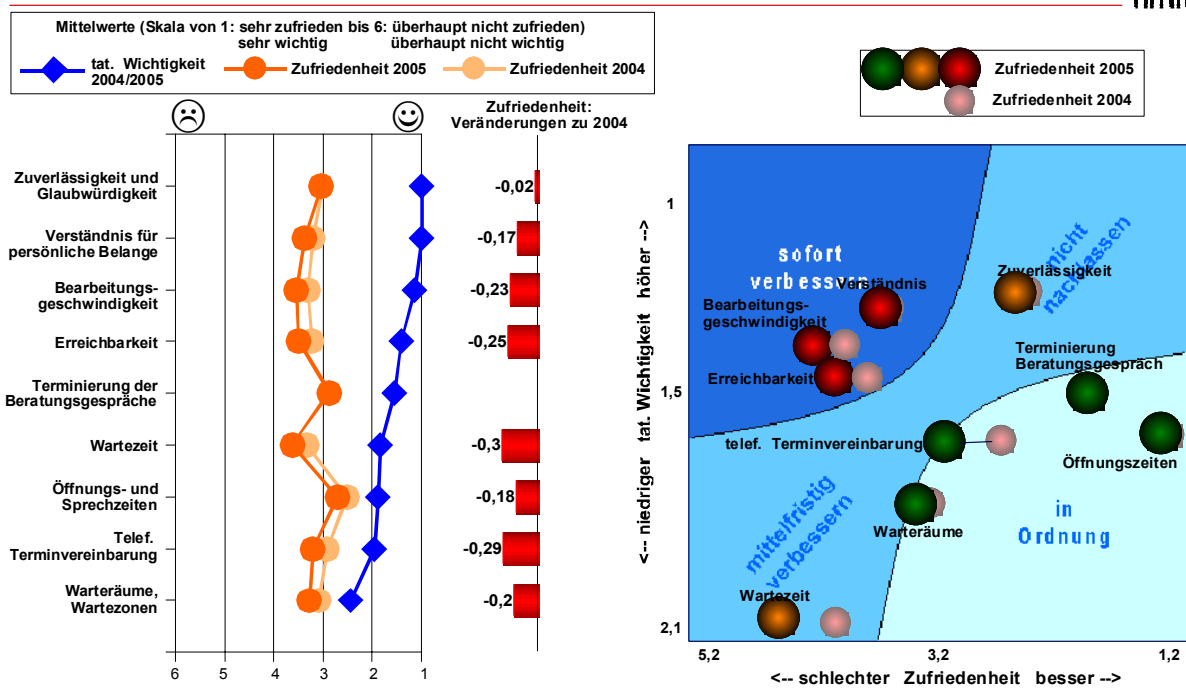 Mittelwerte (Skala von 1: sehr zufrieden bis 6: überhaupt nicht zufrieden)
sehr wichtig überhaupt nicht wichtig
tat. Wichtigkeit
2004/2005
Zufriedenheit 2005
Zufriedenheit 2004
Zufriedenheit:
Veränderungen zu 2004
Zuverlässigkeit und
Glaubwürdigkeit
-0,02
Verständnis für
persönliche Belange
-0,17
Bearbeitungs-
geschwindigkeit
-0,23
Erreichbarkeit
-0,25
Terminierung der
Beratungsgespräche
Wartezeit
-0,3
Öffnungs- und
Sprechzeiten
-0,18
Telef.
Terminvereinbarung
-0,29
Warteräume,
Wartezonen
-0,2
6 5 4 3 2 1
Zufriedenheit 2005
Zufriedenheit 2004
<-- niedriger tat. Wichtigkeit höher -->
1
1,5
2,1
sofort
verbessern
nicht
nachlassen
Verständnis
Zuverlässigkeit
Bearbeitungs-
geschwindigkeit
Erreichbarkeit
Terminierung
Beratungsgespräch
telef. Terminvereinbarung
Öffnungszeiten
mittelfristig
verbessern
Warteräume
in
Ordnung
Wartezeit
5,2 3,2 1,2
<-- schlechter Zufriedenheit besser -->